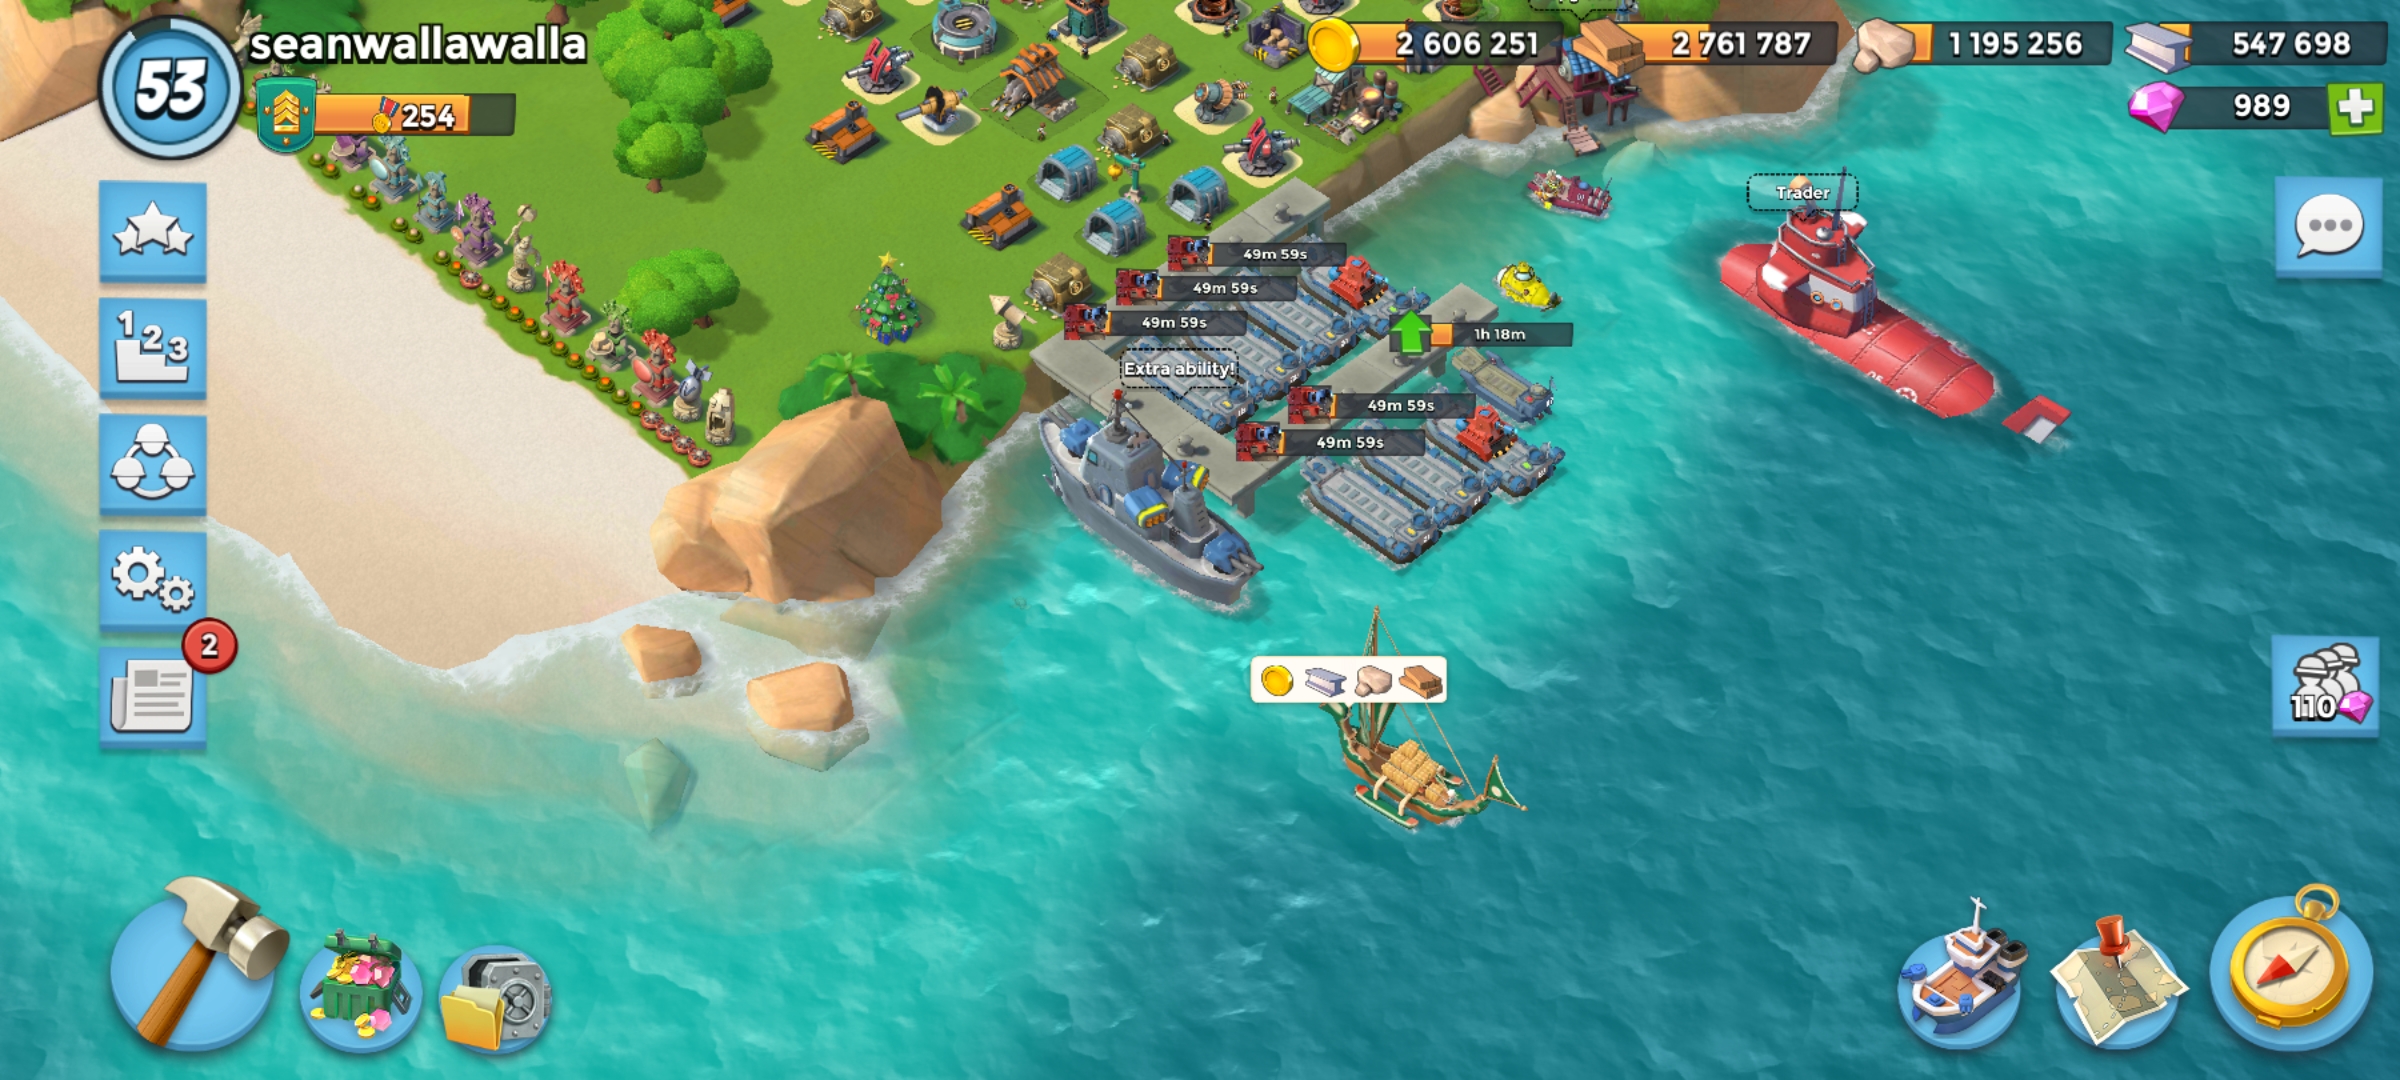 53
seanwallawalla
254
2 606 251
2 761 787
1 195 256
547 698
989
Trader
49m 59s
49m 59s
49m 59s
1h 18m
Extra ability!
49m 59s
49m 59s
1 2 3
2
110